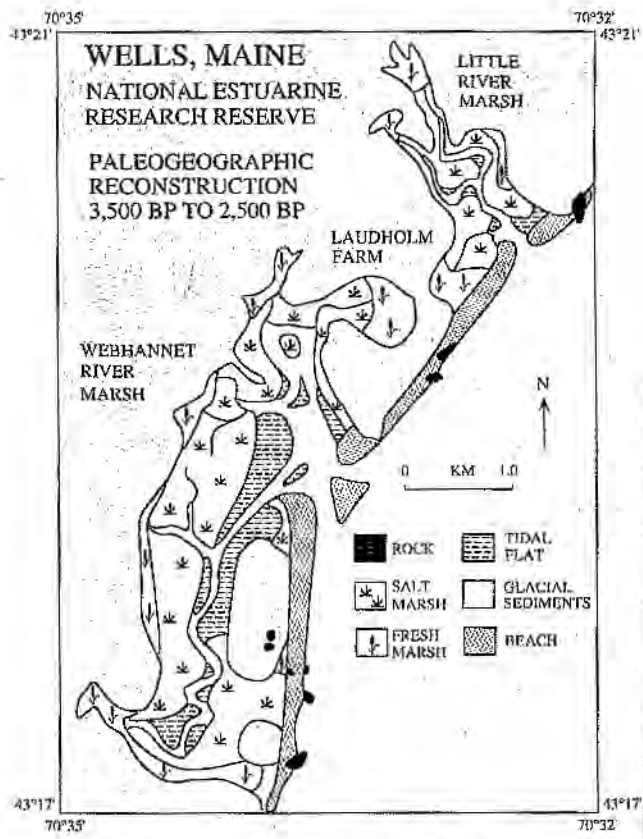 70°35'
70°32'
43°21'
43°21'
WELLS, MAINE
NATIONAL ESTUARINE
RESEARCH RESERVE
PALEOGEOGRAPHIC
RECONSTRUCTION
3,500 BP TO 2,500 BP
LITTLE
RIVER
MARSH
LAUDHOLM
FARM
WEBHANNET
RIVER
MARSH
N
0 KM 1.0
ROCK
TIDAL
FLAT
SALT
MARSH
GLACIAL
SEDIMENTS
FRESH
MARSH
BEACH
43°17'
43°17'
70°35'
70°32'